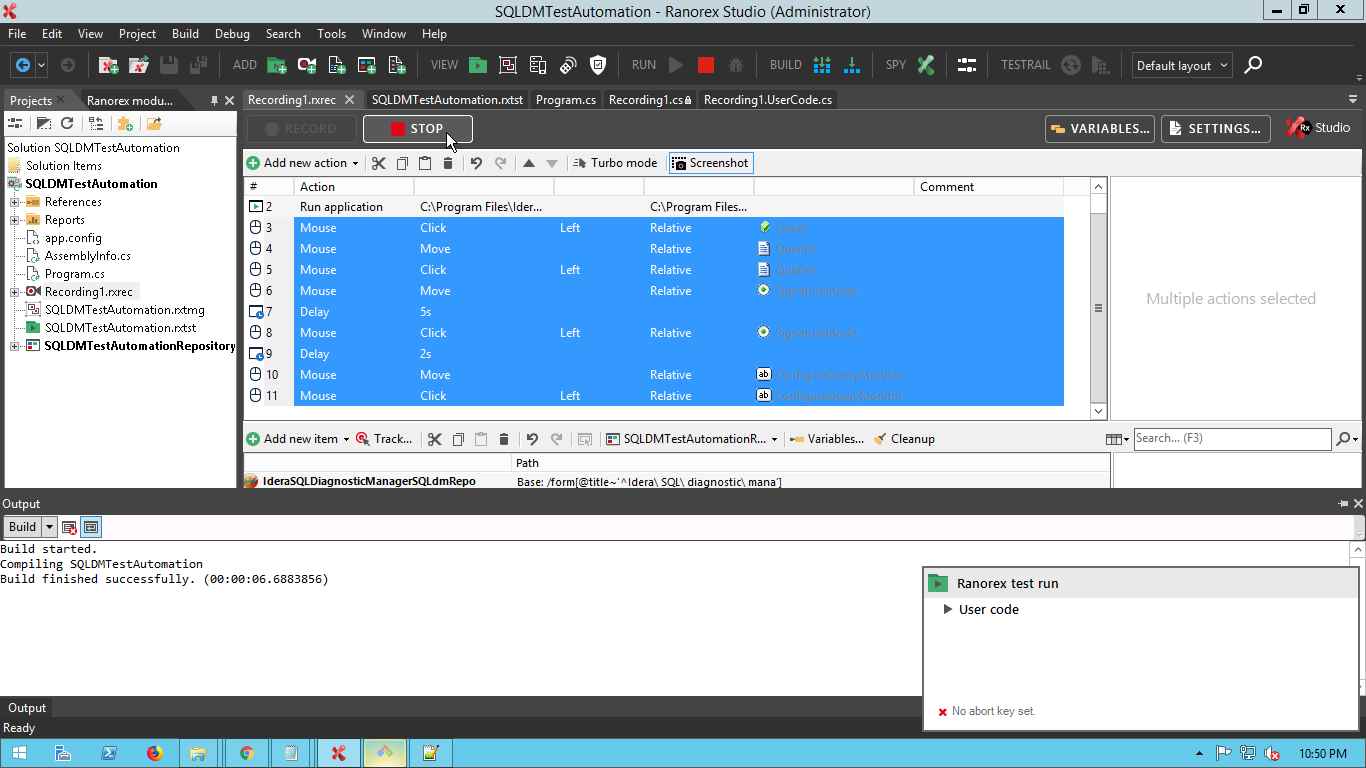 SQLDMTestAutomation - Ranorex Studio (Administrator)
File Edit View Project Build Debug Search Tools Window Help
ADD VIEW RUN BUILD SPY TESTRAIL Default layout
Projects Ranorex modu... Recording1.rxrec SQLDMTestAutomation.rxtst Program.cs Recording1.cs Recording1.UserCode.cs
RECORD STOP VARIABLES... SETTINGS... Rx Studio
Solution SQLDMTestAutomation
Solution Items
SQLDMTestAutomation
References
Reports
app.config
AssemblyInfo.cs
Program.cs
Recording1.rxrec
SQLDMTestAutomation.rxtmg
SQLDMTestAutomation.rxtst
SQLDMTestAutomationRepository
Add new action Turbo mode Screenshot
# Action Comment
2 Run application C:\Program Files\Ider... C:\Program Files...
3 Mouse Click Left Relative
4 Mouse Move Relative
5 Mouse Click Left Relative
6 Mouse Move Relative
7 Delay 5s
8 Mouse Click Left Relative
9 Delay 2s
10 Mouse Move Relative
11 Mouse Click Left Relative
Multiple actions selected
Add new item Track... SQLDMTestAutomationR... Variables... Cleanup Search... (F3)
Path
IderaSQLDiagnosticManagerSQLdmRepo Base: /form[@title~'^Idera\ SQL\ diagnostic\ mana']
Output
Build
Build started.
Compiling SQLDMTestAutomation
Build finished successfully. (00:00:06.6883856)
Ranorex test run
User code
No abort key set.
Output
Ready
10:50 PM